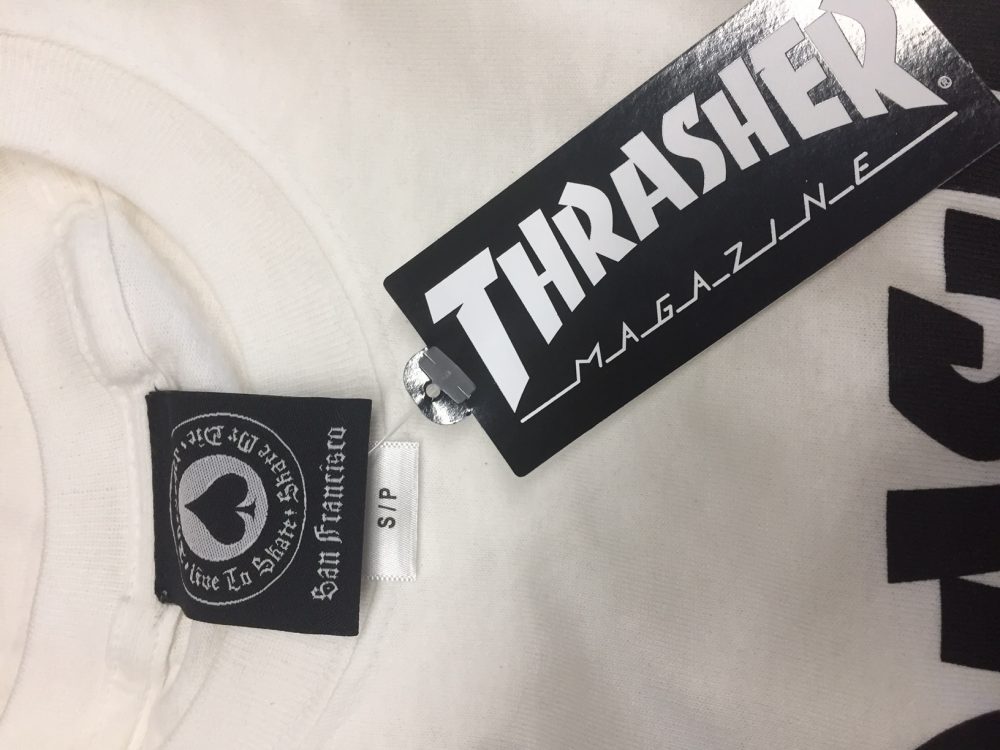 THRASHER®
MAGAZINE
Live To Skate • Skate Or Die •
San Francisco
S/P